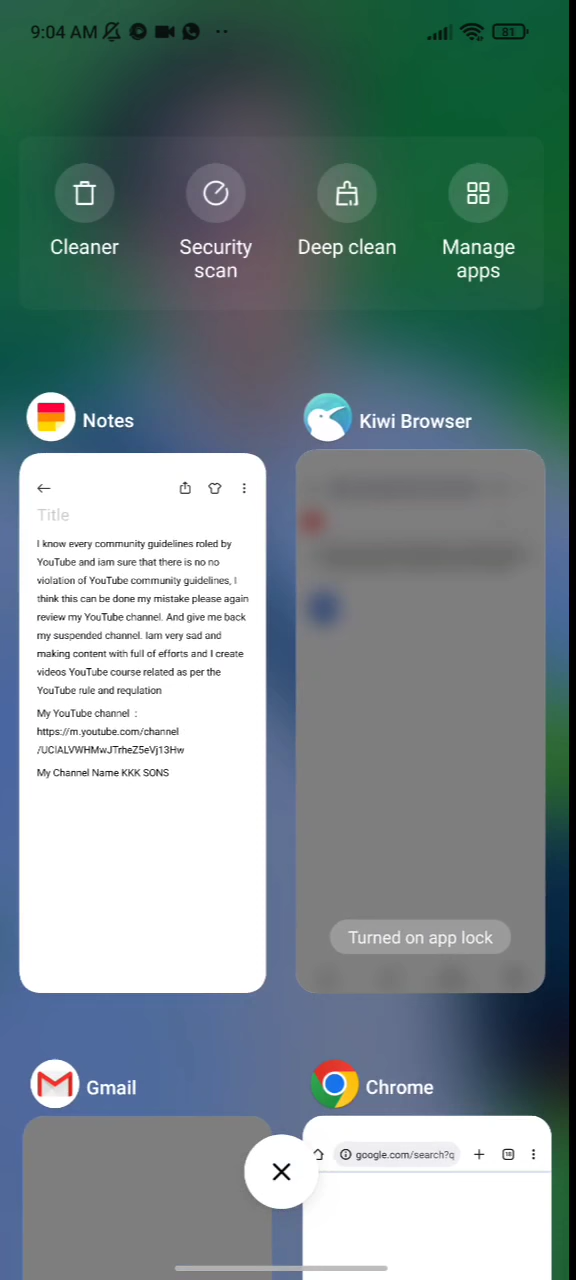 9:04 AM
81
Cleaner
Security scan
Deep clean
Manage apps
Notes
Kiwi Browser
Title
I know every community guidelines roled by
YouTube and iam sure that there is no no
violation of YouTube community guidelines, I
think this can be done my mistake please again
review my YouTube channel. And give me back
my suspended channel. Iam very sad and
making content with full of efforts and I create
videos YouTube course related as per the
YouTube rule and requlation
My YouTube channel :
https://m.youtube.com/channel
/UCIALVWHMwJTrheZ5eVj13Hw
My Channel Name KKK SONS
Turned on app lock
Gmail
Chrome
google.com/search?q
18